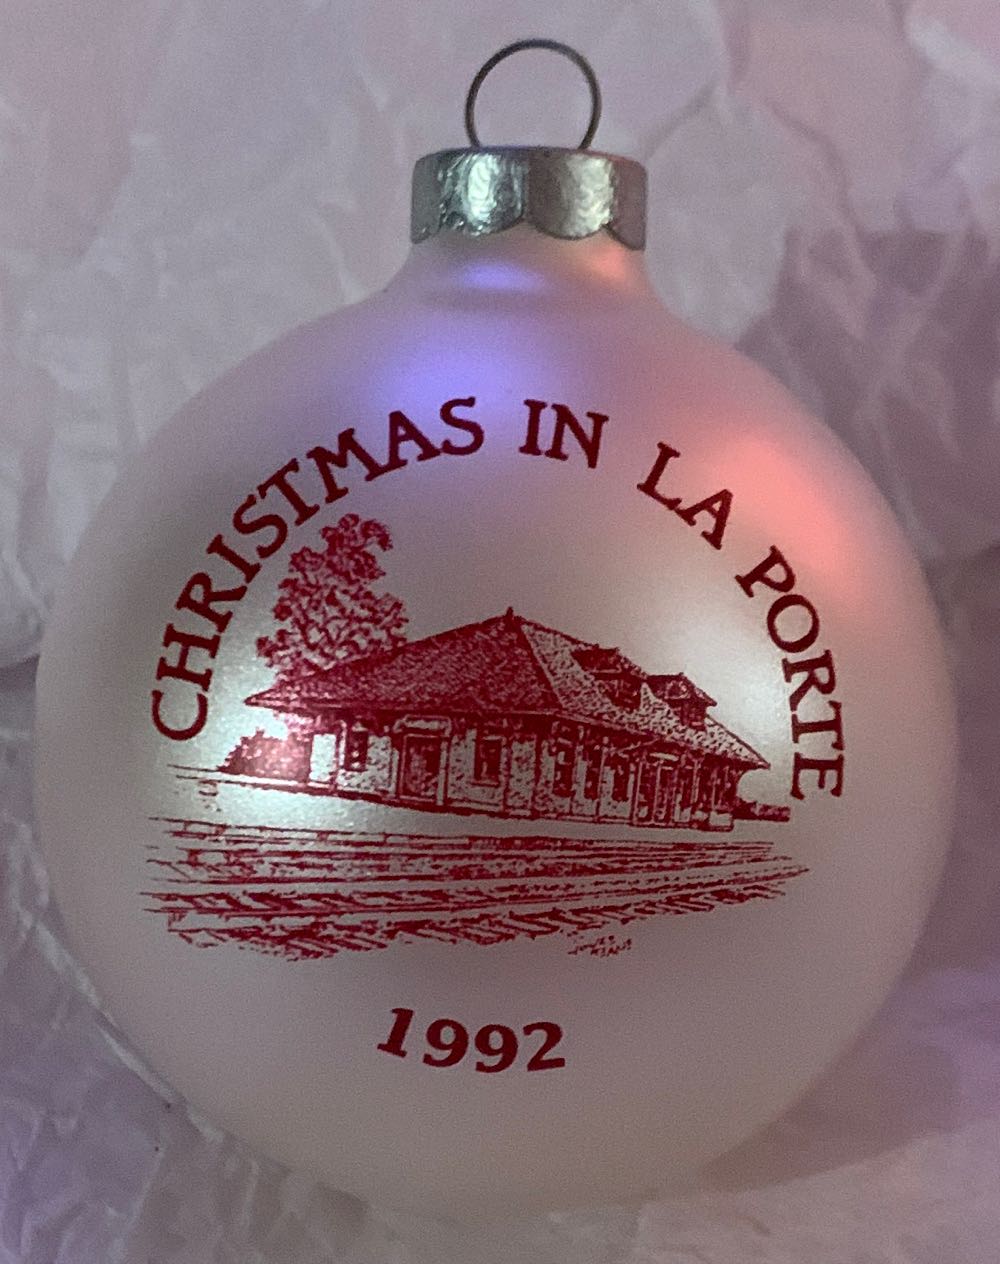 CHRISTMAS IN LA PORTE
1992